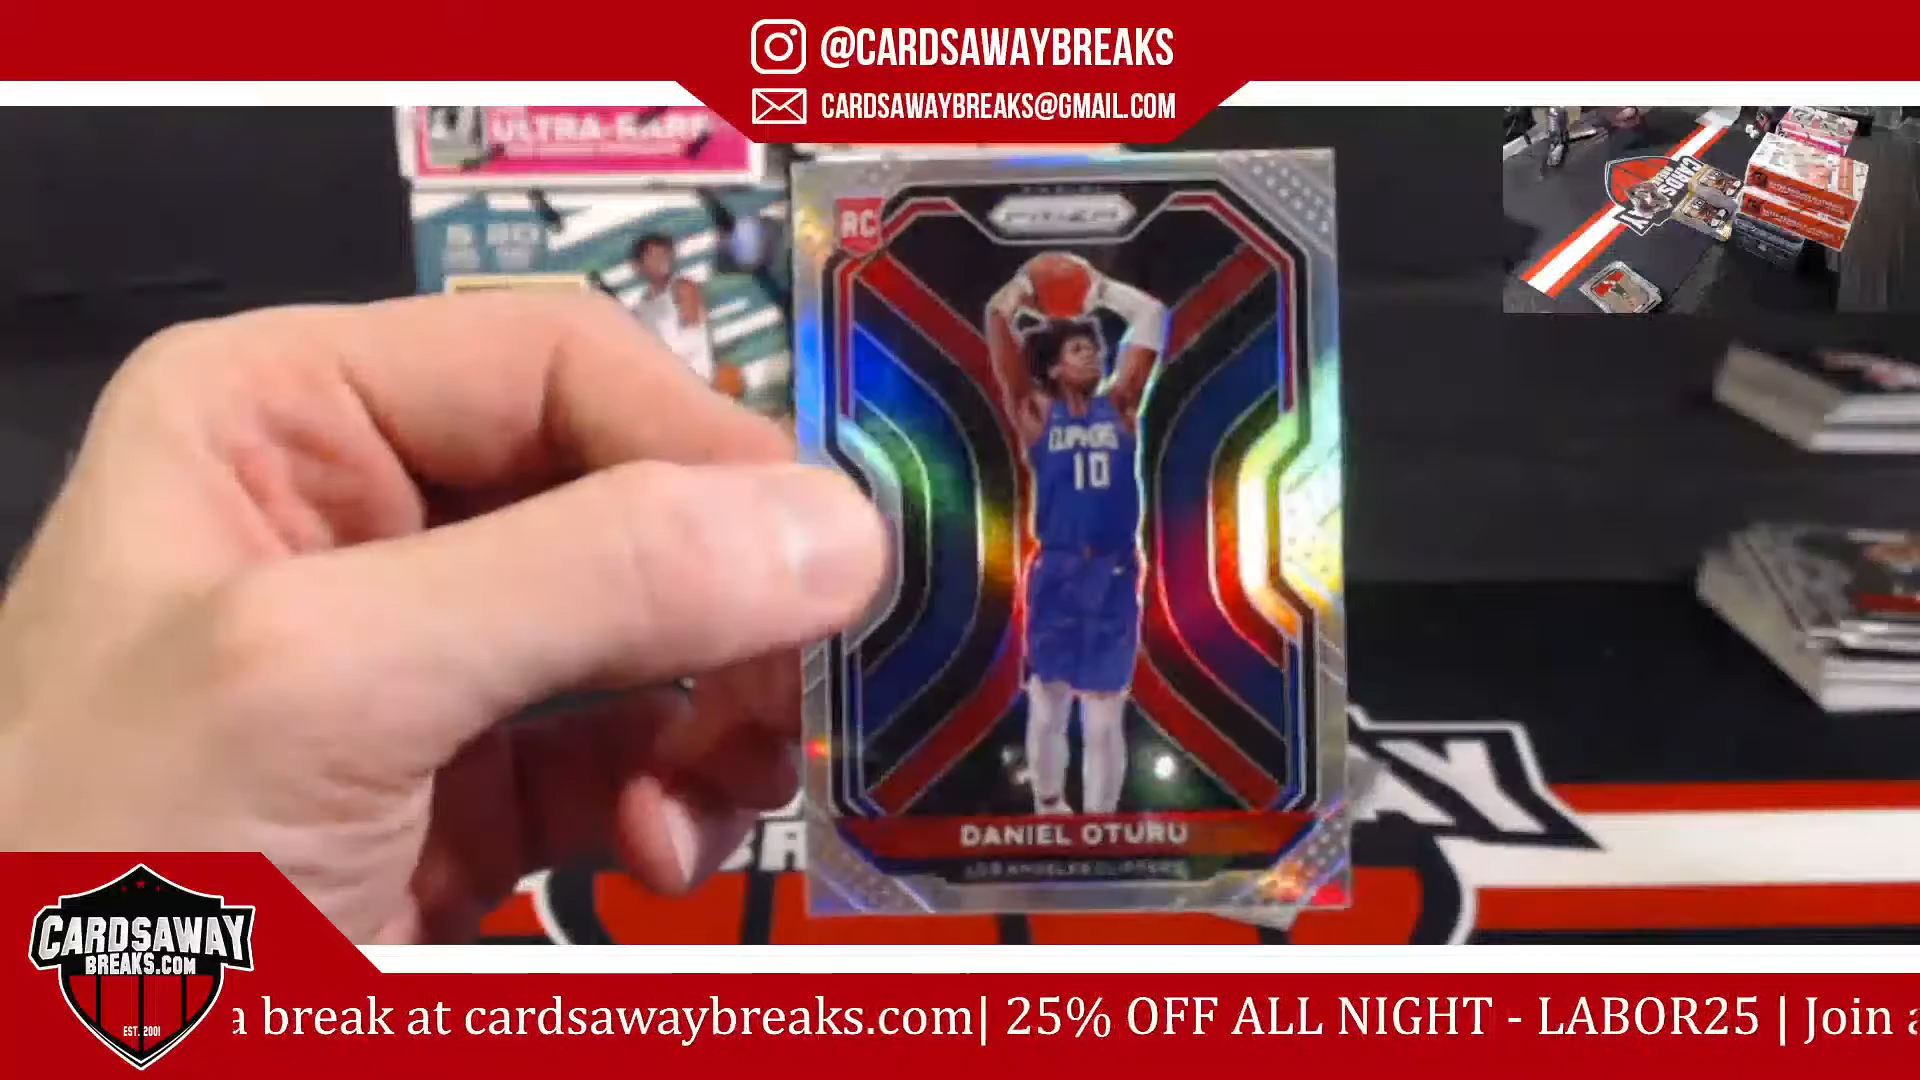 @CARDSAWAYBREAKS
CARDSAWAYBREAKS@GMAIL.COM
ULTRA-RARE
RC
PRIZM
CLIPPERS
10
DANIEL OTURU
LOS ANGELES CLIPPERS
CARDSAWAY
BREAKS.COM
EST. 2001
a break at cardsawaybreaks.com| 25% OFF ALL NIGHT - LABOR25 | Join a